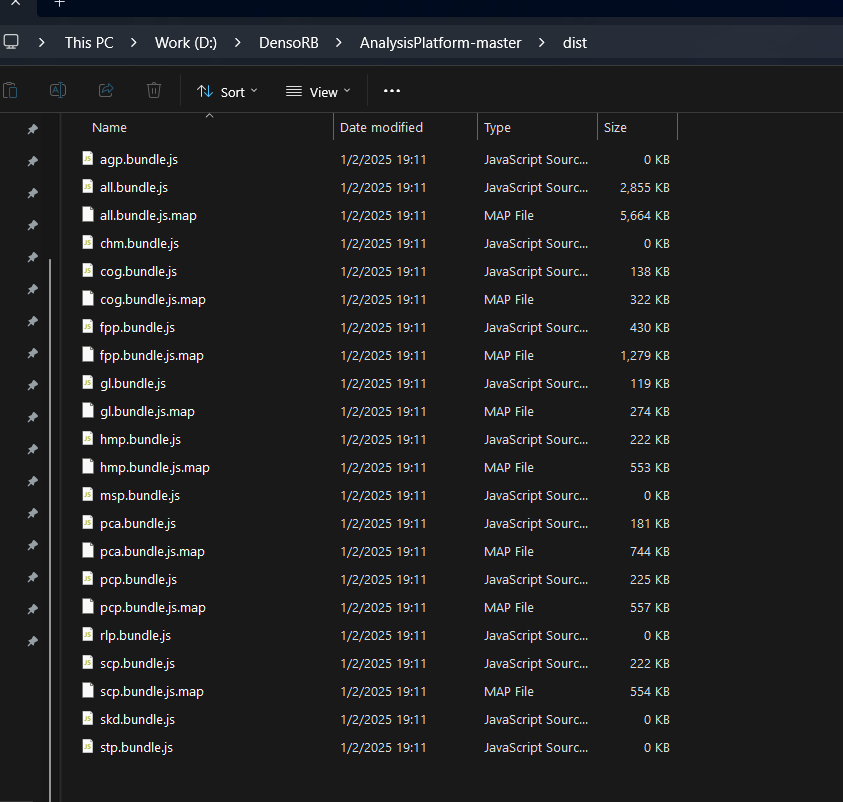 This PC > Work (D:) > DensoRB > AnalysisPlatform-master > dist
Sort View ...
Name Date modified Type Size
agp.bundle.js 1/2/2025 19:11 JavaScript Sourc... 0 KB
all.bundle.js 1/2/2025 19:11 JavaScript Sourc... 2,855 KB
all.bundle.js.map 1/2/2025 19:11 MAP File 5,664 KB
chm.bundle.js 1/2/2025 19:11 JavaScript Sourc... 0 KB
cog.bundle.js 1/2/2025 19:11 JavaScript Sourc... 138 KB
cog.bundle.js.map 1/2/2025 19:11 MAP File 322 KB
fpp.bundle.js 1/2/2025 19:11 JavaScript Sourc... 430 KB
fpp.bundle.js.map 1/2/2025 19:11 MAP File 1,279 KB
gl.bundle.js 1/2/2025 19:11 JavaScript Sourc... 119 KB
gl.bundle.js.map 1/2/2025 19:11 MAP File 274 KB
hmp.bundle.js 1/2/2025 19:11 JavaScript Sourc... 222 KB
hmp.bundle.js.map 1/2/2025 19:11 MAP File 553 KB
msp.bundle.js 1/2/2025 19:11 JavaScript Sourc... 0 KB
pca.bundle.js 1/2/2025 19:11 JavaScript Sourc... 181 KB
pca.bundle.js.map 1/2/2025 19:11 MAP File 744 KB
pcp.bundle.js 1/2/2025 19:11 JavaScript Sourc... 225 KB
pcp.bundle.js.map 1/2/2025 19:11 MAP File 557 KB
rlp.bundle.js 1/2/2025 19:11 JavaScript Sourc... 0 KB
scp.bundle.js 1/2/2025 19:11 JavaScript Sourc... 222 KB
scp.bundle.js.map 1/2/2025 19:11 MAP File 554 KB
skd.bundle.js 1/2/2025 19:11 JavaScript Sourc... 0 KB
stp.bundle.js 1/2/2025 19:11 JavaScript Sourc... 0 KB